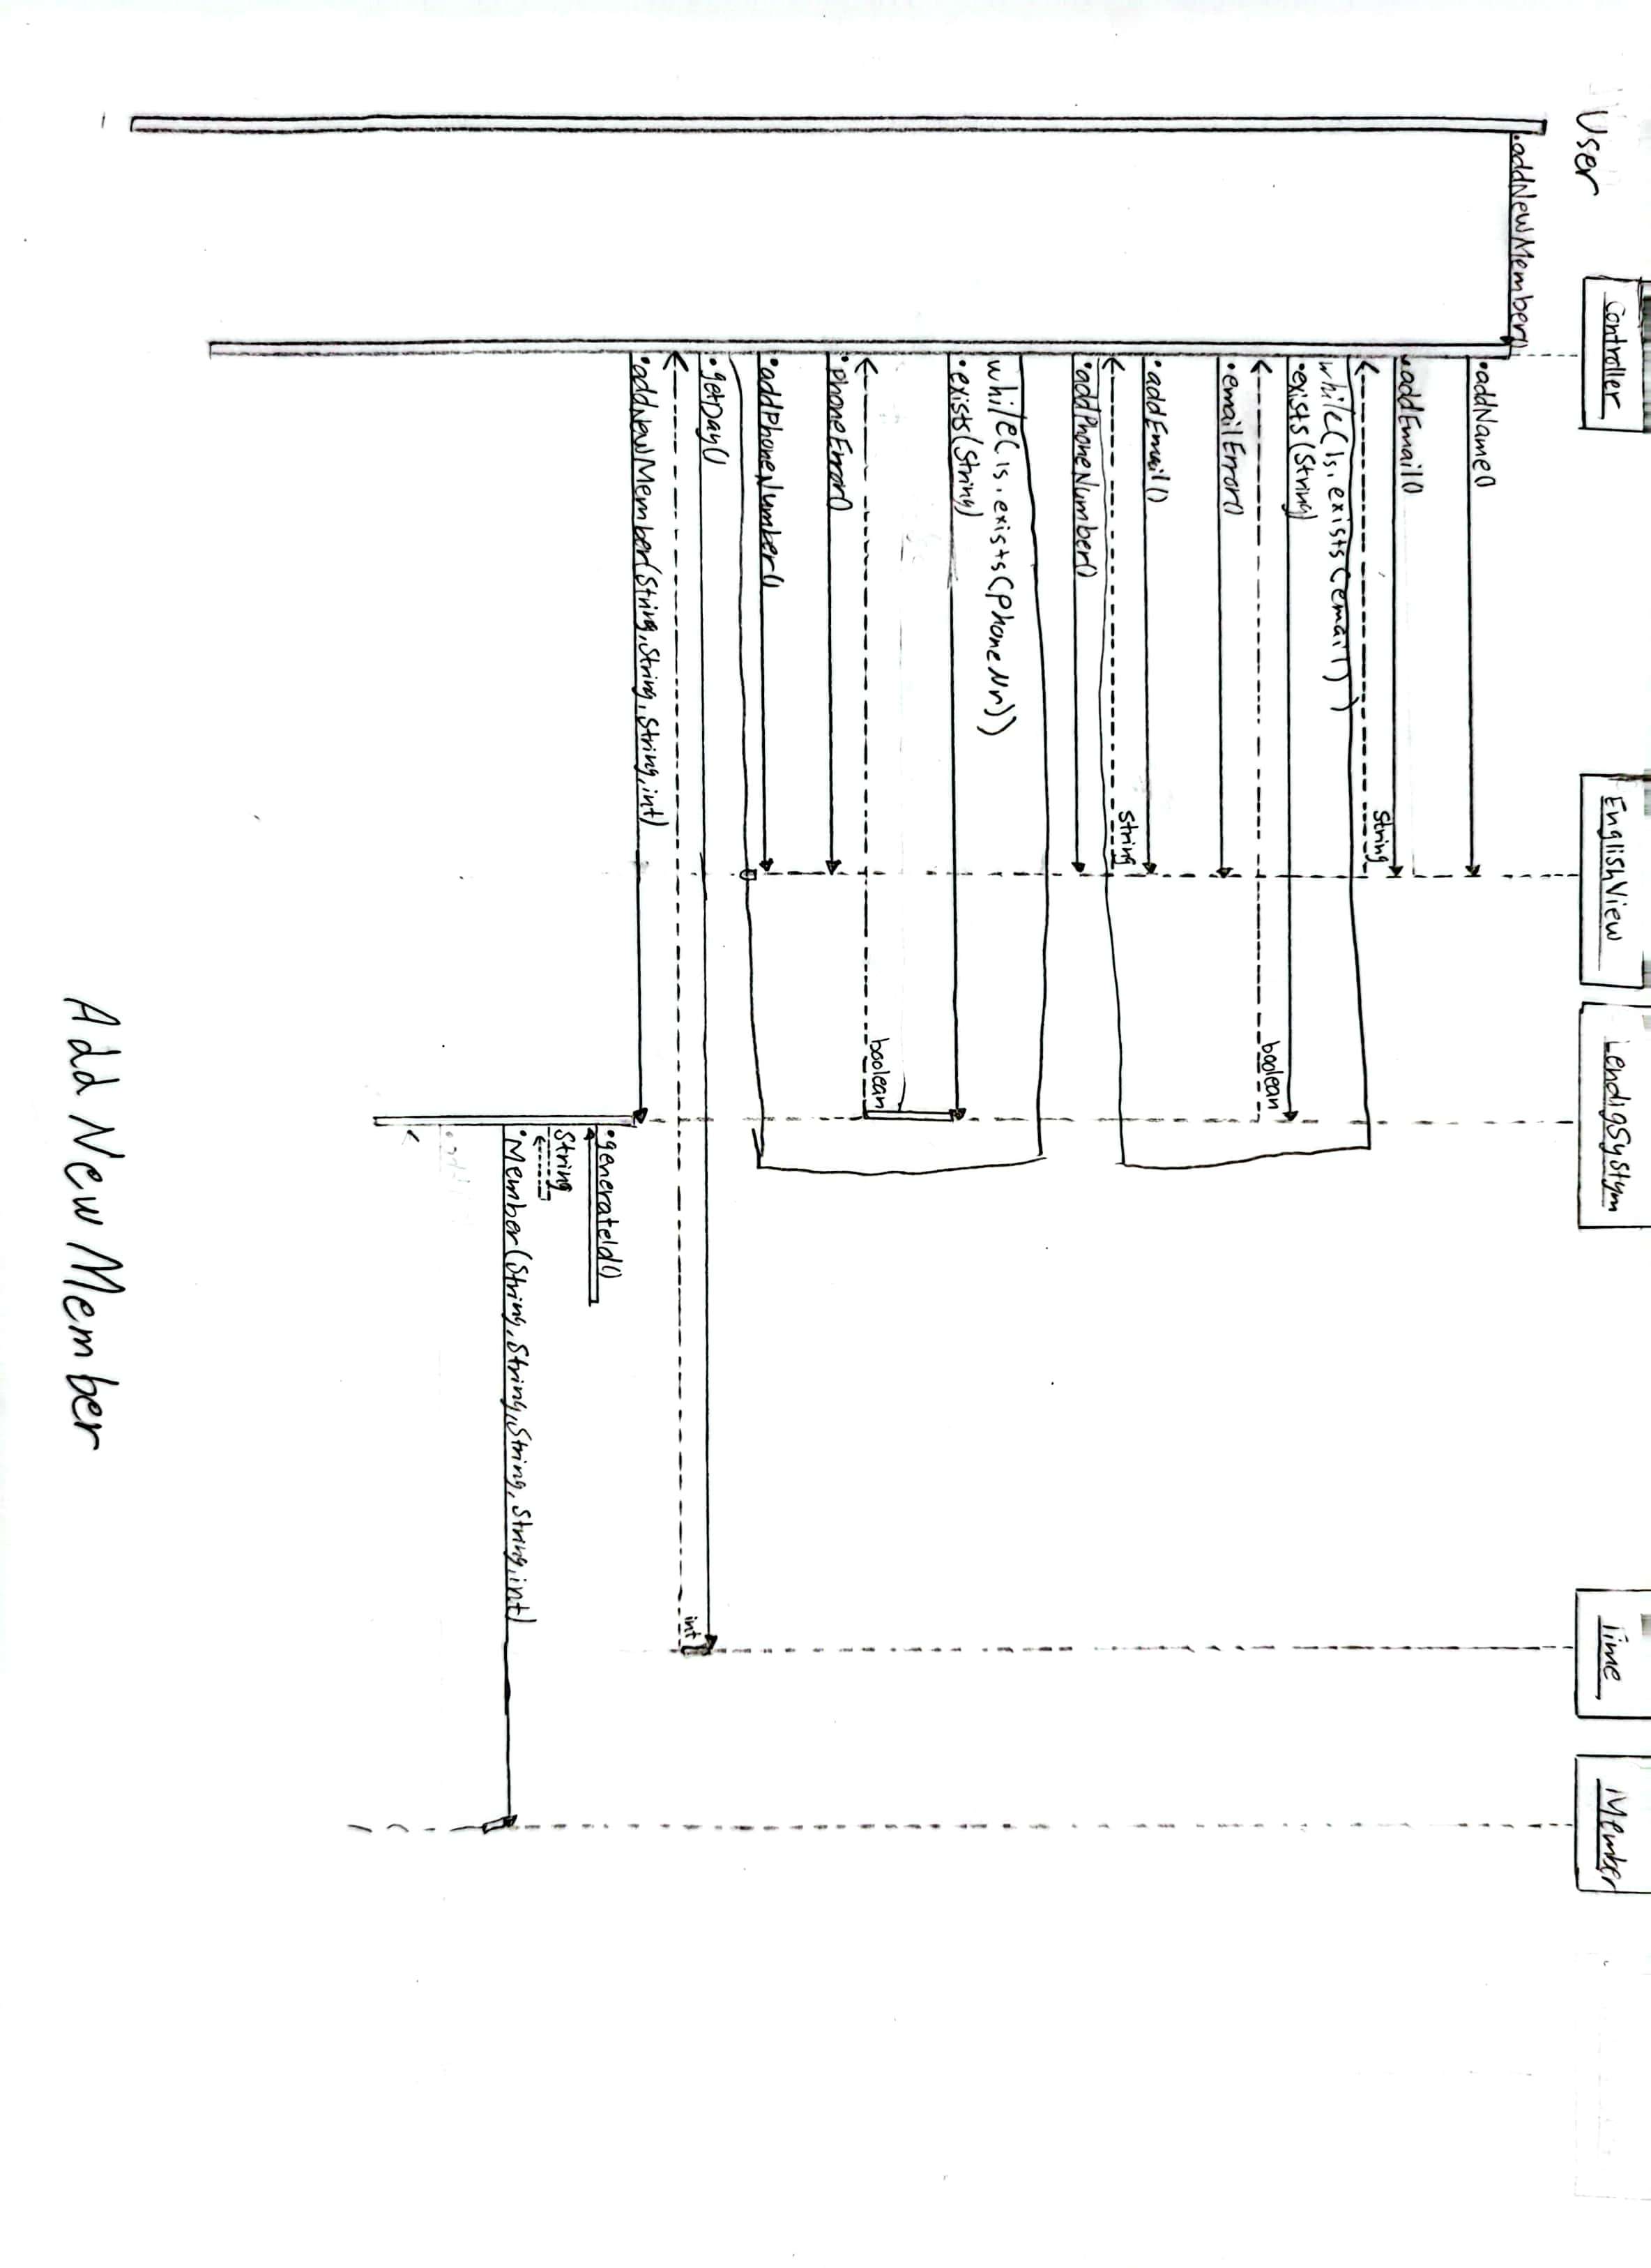 User
Controller
EnglishView
LendigSystym
Time
Member
.addNewMember()
•addName()
•addEmail()
String
while(ls.exists(email))
•exists(String)
boolean
•emailError()
•addEmail()
String
•addPhoneNumber()
while(ls.exists(PhoneNr))
•exists(String)
boolean
•PhoneError()
•addPhoneNumber()
•getDay()
int
•addNewMember(String,String,String,int)
•generateId()
String
•Member(String,String,String,String,int)
Add New Member